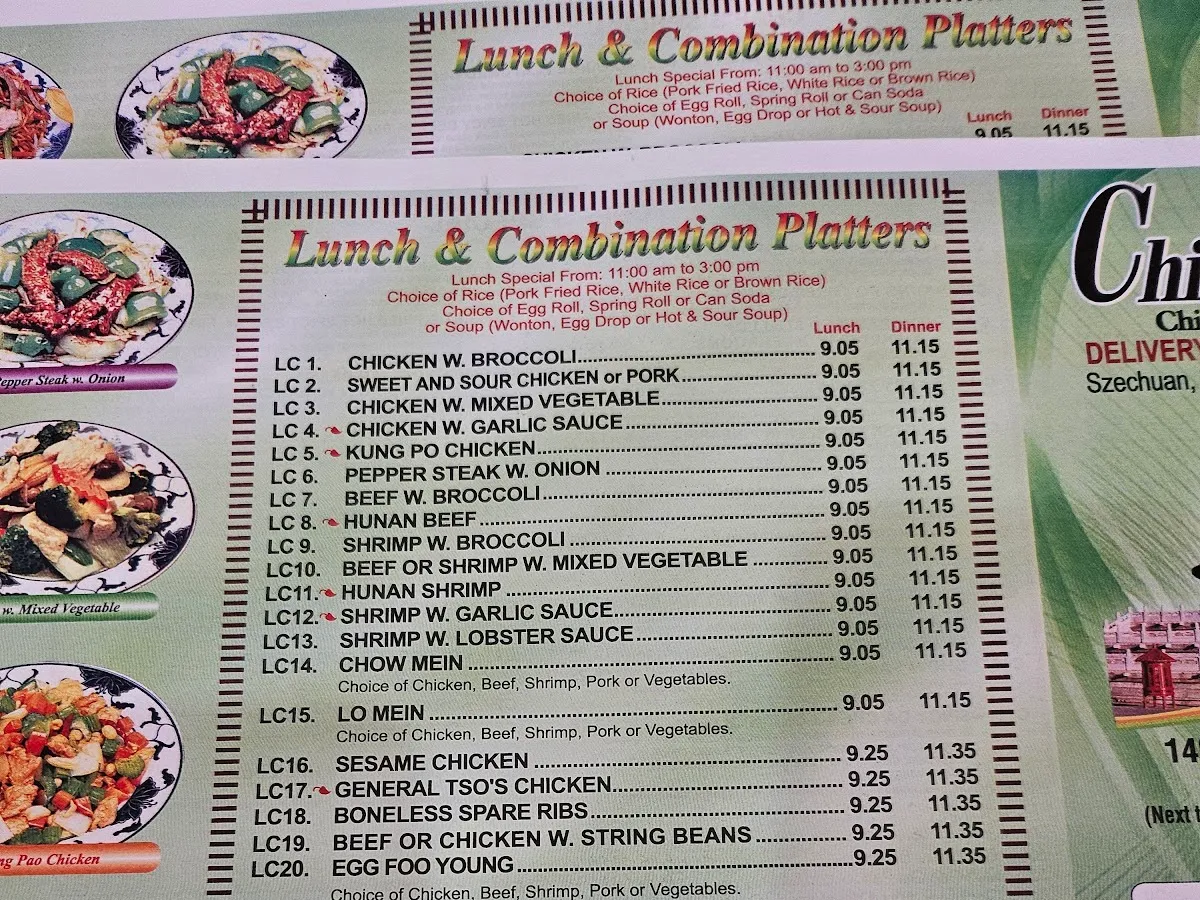 Lunch & Combination Platters
Lunch Special From: 11:00 am to 3:00 pm
Choice of Rice (Pork Fried Rice, White Rice or Brown Rice)
Choice of Egg Roll, Spring Roll or Can Soda
or Soup (Wonton, Egg Drop or Hot & Sour Soup)
Lunch Dinner
9.05 11.15
Lunch & Combination Platters
Lunch Special From: 11:00 am to 3:00 pm
Choice of Rice (Pork Fried Rice, White Rice or Brown Rice)
Choice of Egg Roll, Spring Roll or Can Soda
or Soup (Wonton, Egg Drop or Hot & Sour Soup)
Lunch Dinner
LC 1. CHICKEN W. BROCCOLI 9.05 11.15
LC 2. SWEET AND SOUR CHICKEN or PORK 9.05 11.15
LC 3. CHICKEN W. MIXED VEGETABLE 9.05 11.15
LC 4. CHICKEN W. GARLIC SAUCE 9.05 11.15
LC 5. KUNG PO CHICKEN 9.05 11.15
LC 6. PEPPER STEAK W. ONION 9.05 11.15
LC 7. BEEF W. BROCCOLI 9.05 11.15
LC 8. HUNAN BEEF 9.05 11.15
LC 9. SHRIMP W. BROCCOLI 9.05 11.15
LC10. BEEF OR SHRIMP W. MIXED VEGETABLE 9.05 11.15
LC11. HUNAN SHRIMP 9.05 11.15
LC12. SHRIMP W. GARLIC SAUCE 9.05 11.15
LC13. SHRIMP W. LOBSTER SAUCE 9.05 11.15
LC14. CHOW MEIN 9.05 11.15
Choice of Chicken, Beef, Shrimp, Pork or Vegetables.
LC15. LO MEIN 9.05 11.15
Choice of Chicken, Beef, Shrimp, Pork or Vegetables.
LC16. SESAME CHICKEN 9.25 11.35
LC17. GENERAL TSO'S CHICKEN 9.25 11.35
LC18. BONELESS SPARE RIBS 9.25 11.35
LC19. BEEF OR CHICKEN W. STRING BEANS 9.25 11.35
LC20. EGG FOO YOUNG 9.25 11.35
Choice of Chicken, Beef, Shrimp, Pork or Vegetables.
epper Steak w. Onion
w. Mixed Vegetable
ng Pao Chicken
Chi
Chi
DELIVERY
Szechuan,
14
(Next t